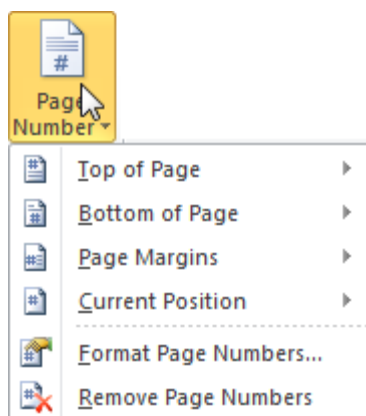 Page
Number
Top of Page
Bottom of Page
Page Margins
Current Position
Format Page Numbers...
Remove Page Numbers